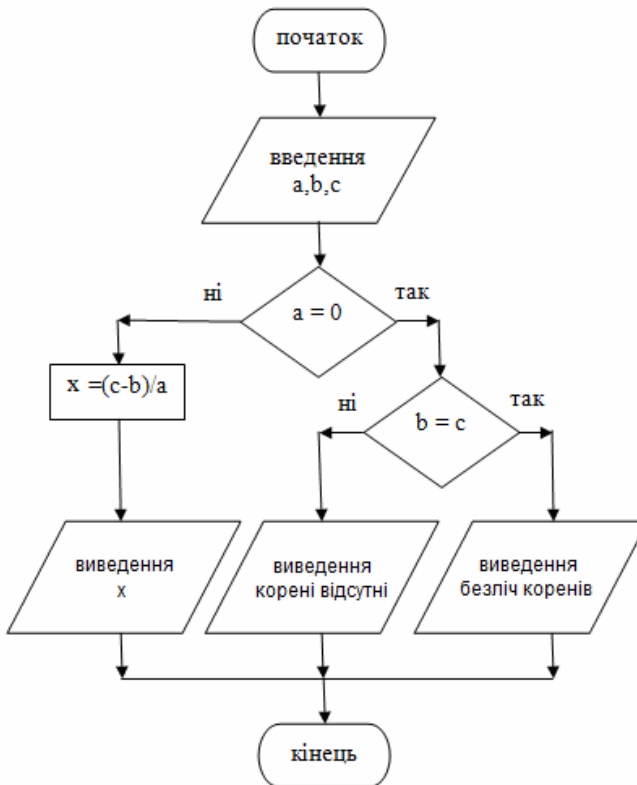 початок
введення
a,b,c
ні
так
a = 0
x =(c-b)/a
ні
так
b = c
виведення
x
виведення
корені відсутні
виведення
безліч коренів
кінець